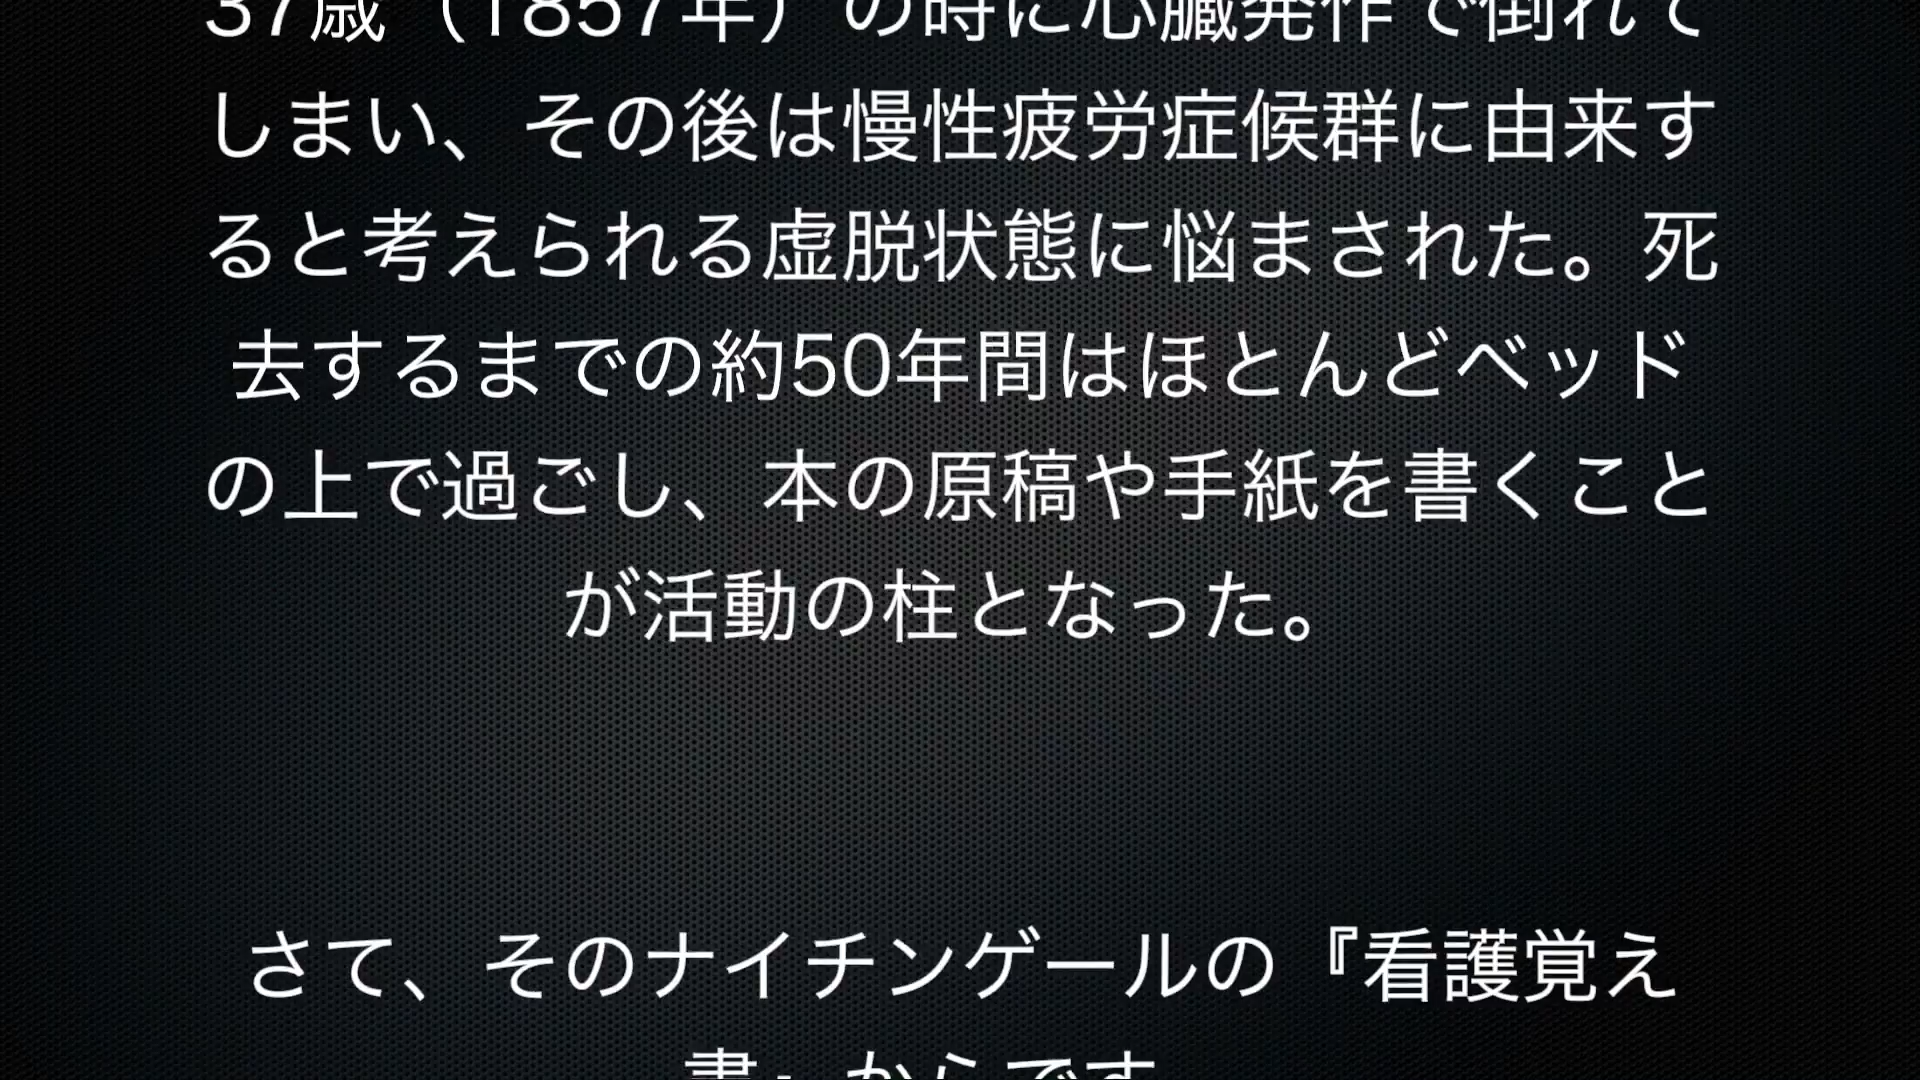 37歳（1857年）の時に心臓発作で倒れて
しまい、その後は慢性疲労症候群に由来す
ると考えられる虚脱状態に悩まされた。死
去するまでの約50年間はほとんどベッド
の上で過ごし、本の原稿や手紙を書くこと
が活動の柱となった。
さて、そのナイチンゲールの『看護覚え
書』からです